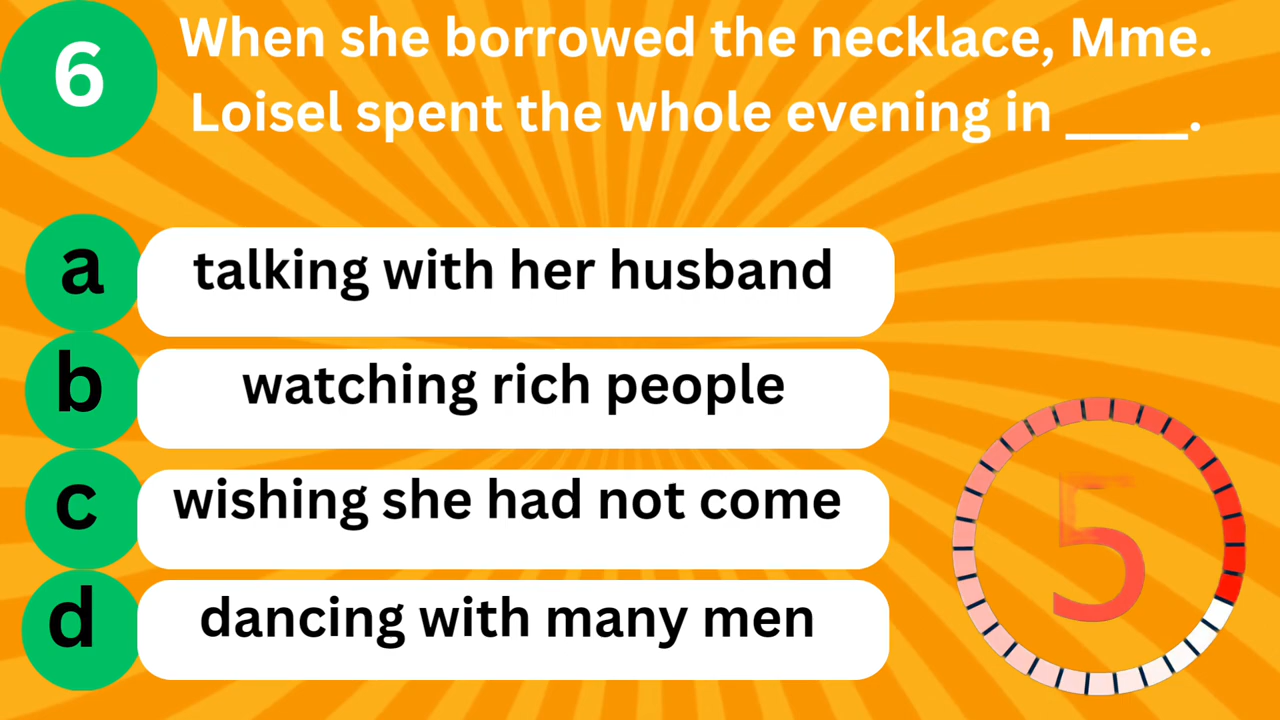 6
When she borrowed the necklace, Mme.
Loisel spent the whole evening in _____.
a
talking with her husband
b
watching rich people
c
wishing she had not come
d
dancing with many men
5